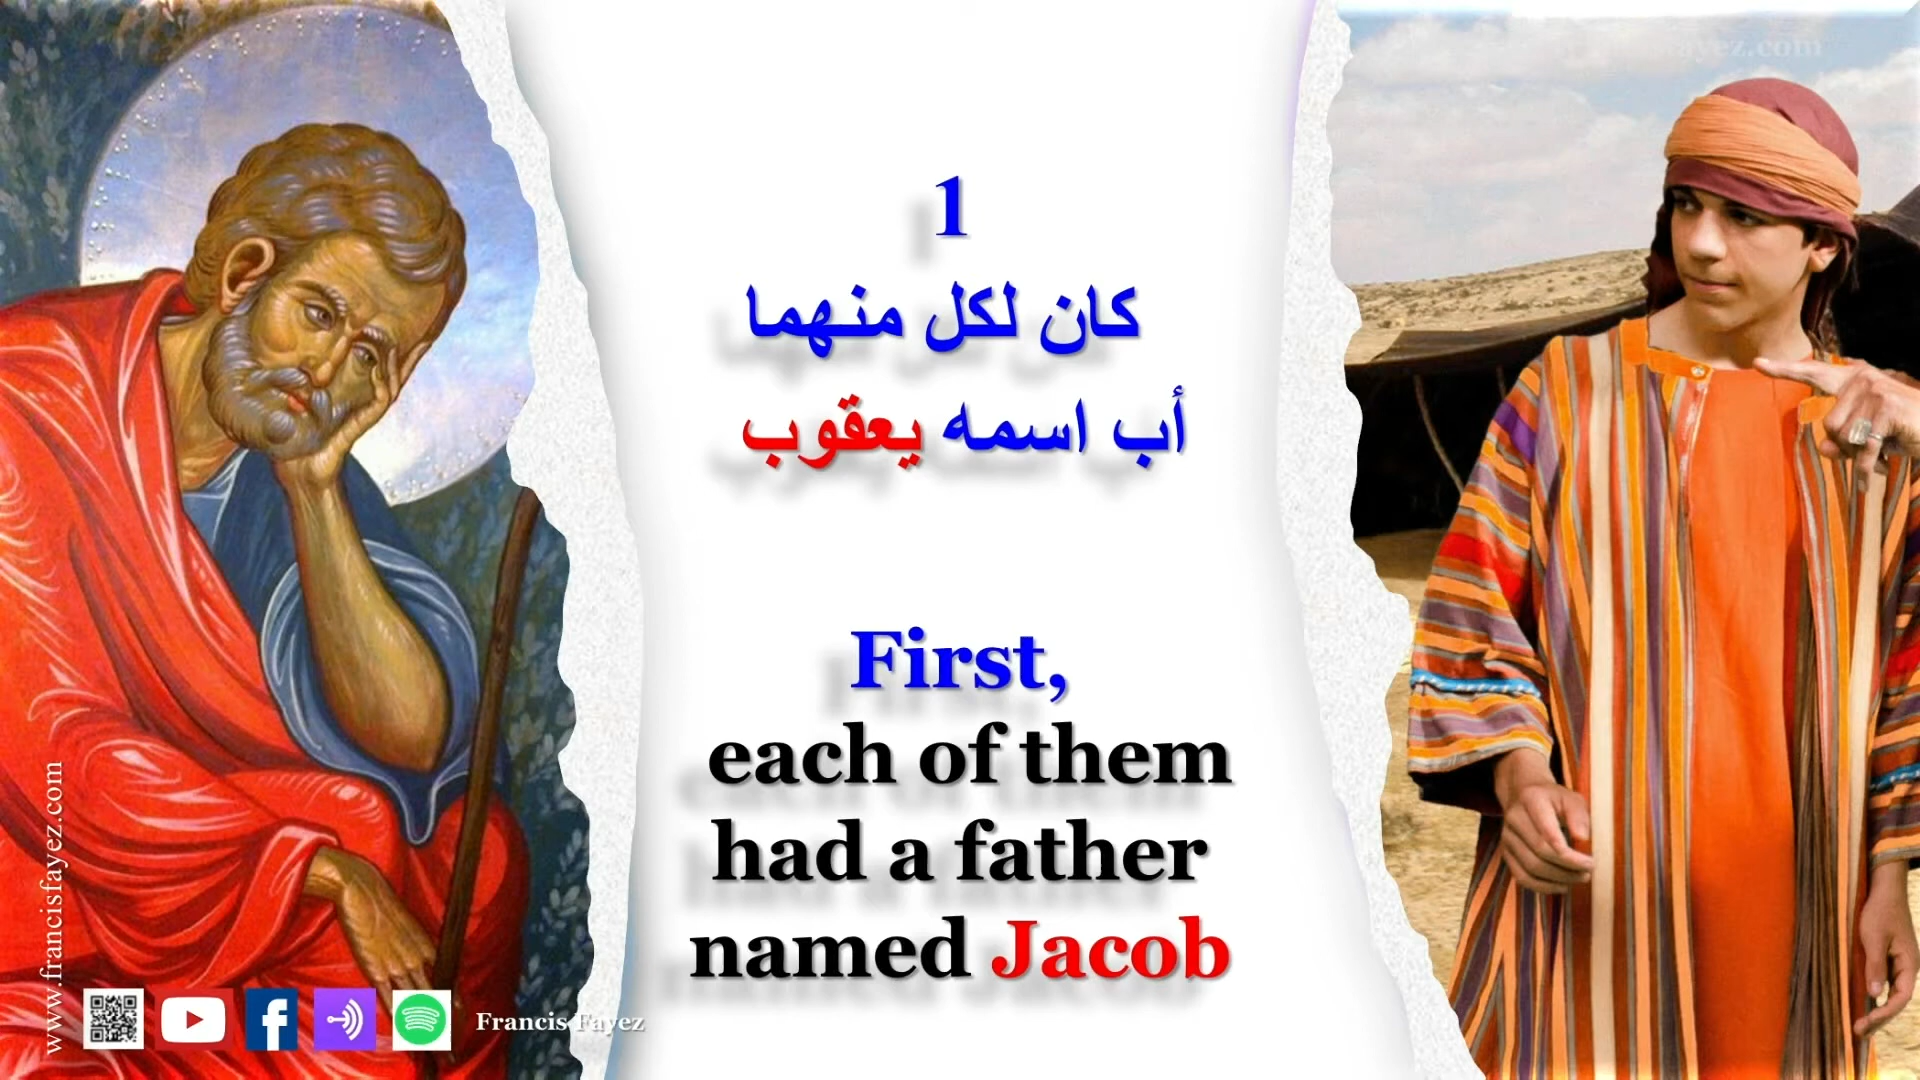 1
كان لكل منهما
أب اسمه يعقوب
First,
each of them
had a father
named Jacob
www.francisfayez.com
Francis Fayez